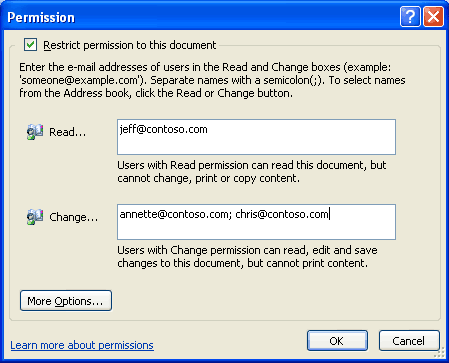 Permission
Restrict permission to this document
Enter the e-mail addresses of users in the Read and Change boxes (example:
'someone@example.com'). Separate names with a semicolon(;). To select names
from the Address book, click the Read or Change button.
Read...
jeff@contoso.com
Users with Read permission can read this document, but
cannot change, print or copy content.
Change...
annette@contoso.com; chris@contoso.com
Users with Change permission can read, edit and save
changes to this document, but cannot print content.
More Options...
Learn more about permissions
OK
Cancel